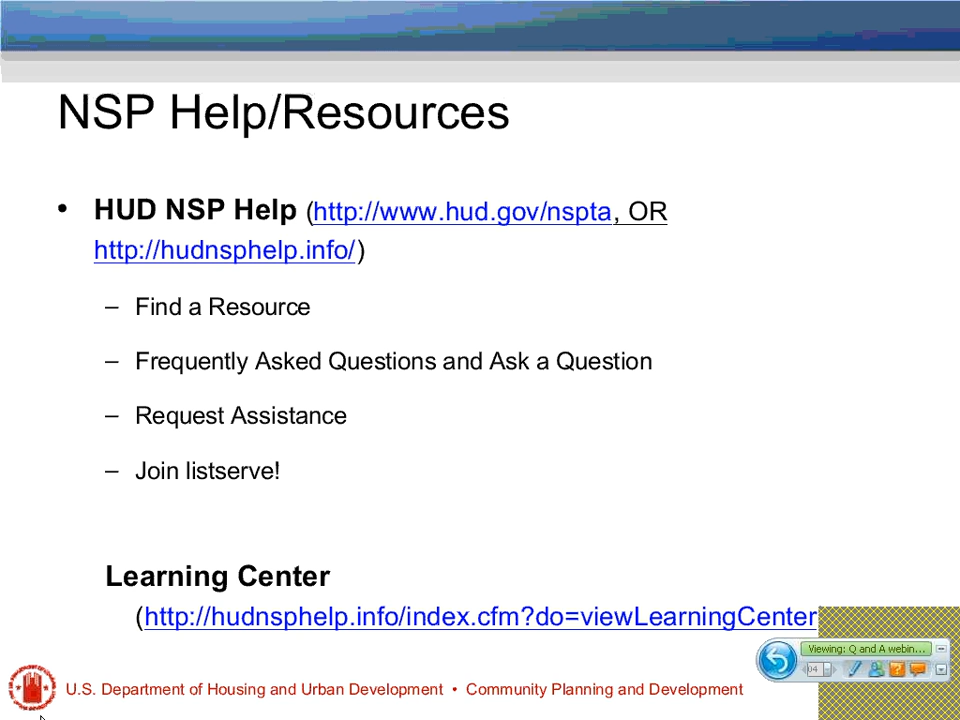 NSP Help/Resources
• HUD NSP Help (http://www.hud.gov/nspta, OR
http://hudnsphelp.info/)
– Find a Resource
– Frequently Asked Questions and Ask a Question
– Request Assistance
– Join listserve!
Learning Center
(http://hudnsphelp.info/index.cfm?do=viewLearningCenter
Viewing: Q and A webin...
04
U.S. Department of Housing and Urban Development • Community Planning and Development